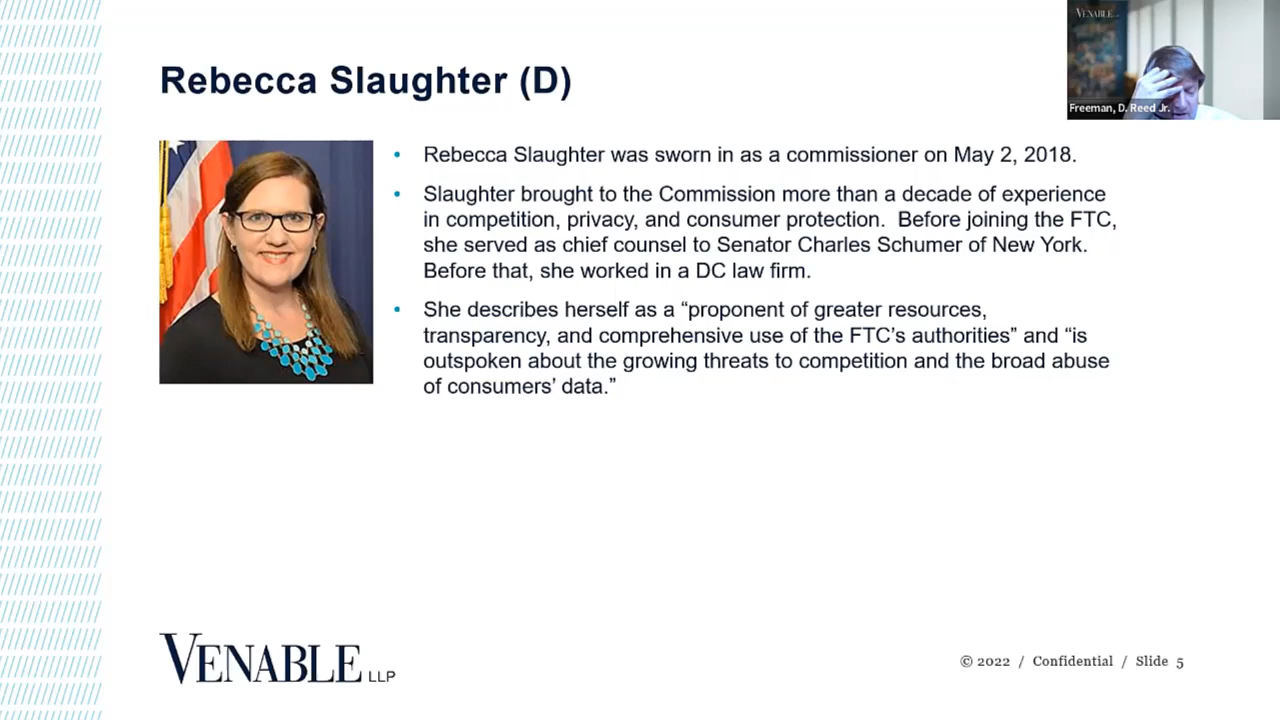 VENABLE
Freeman, D. Reed Jr.
Rebecca Slaughter (D)
• Rebecca Slaughter was sworn in as a commissioner on May 2, 2018.
• Slaughter brought to the Commission more than a decade of experience
in competition, privacy, and consumer protection.  Before joining the FTC,
she served as chief counsel to Senator Charles Schumer of New York.
Before that, she worked in a DC law firm.
• She describes herself as a “proponent of greater resources,
transparency, and comprehensive use of the FTC’s authorities” and “is
outspoken about the growing threats to competition and the broad abuse
of consumers’ data.”
VENABLE LLP
© 2022 / Confidential / Slide 5